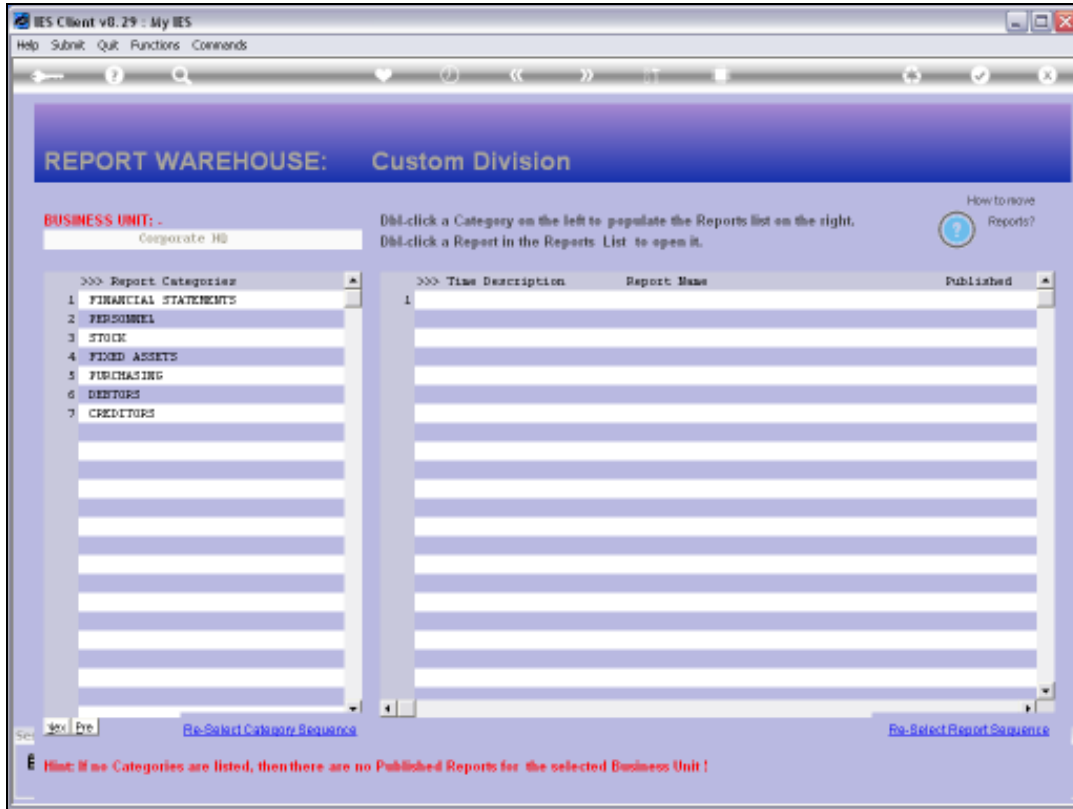 IES Client v8.29 : My IES
Help Submit Quit Functions Commands
REPORT WAREHOUSE: Custom Division
How to move
Reports?
BUSINESS UNIT: -
Corporate HQ
Dbl-click a Category on the left to populate the Reports list on the right.
Dbl-click a Report in the Reports List to open it.
>>> Report Categories
1 FINANCIAL STATEMENTS
2 PERSONNEL
3 STOCK
4 FIXED ASSETS
5 PURCHASING
6 DEBTORS
7 CREDITORS
>>> Time Description Report Name Published
1
Nex Pre
Re-Select Category Sequence
Re-Select Report Sequence
Hint: If no Categories are listed, then there are no Published Reports for the selected Business Unit !